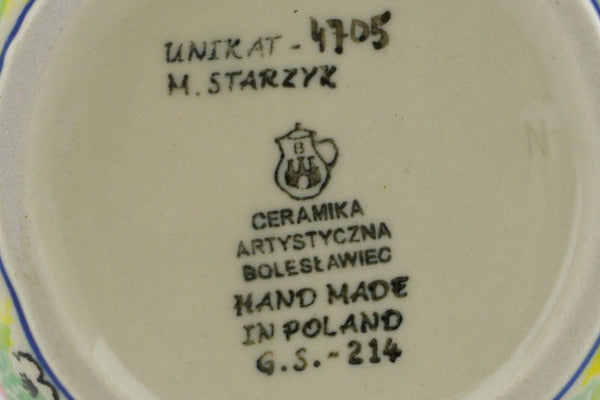 UNIKAT - 4705
M. STARZYK
B
CERAMIKA
ARTYSTYCZNA
BOLESŁAWIEC
HAND MADE
IN POLAND
G.S.-214
N